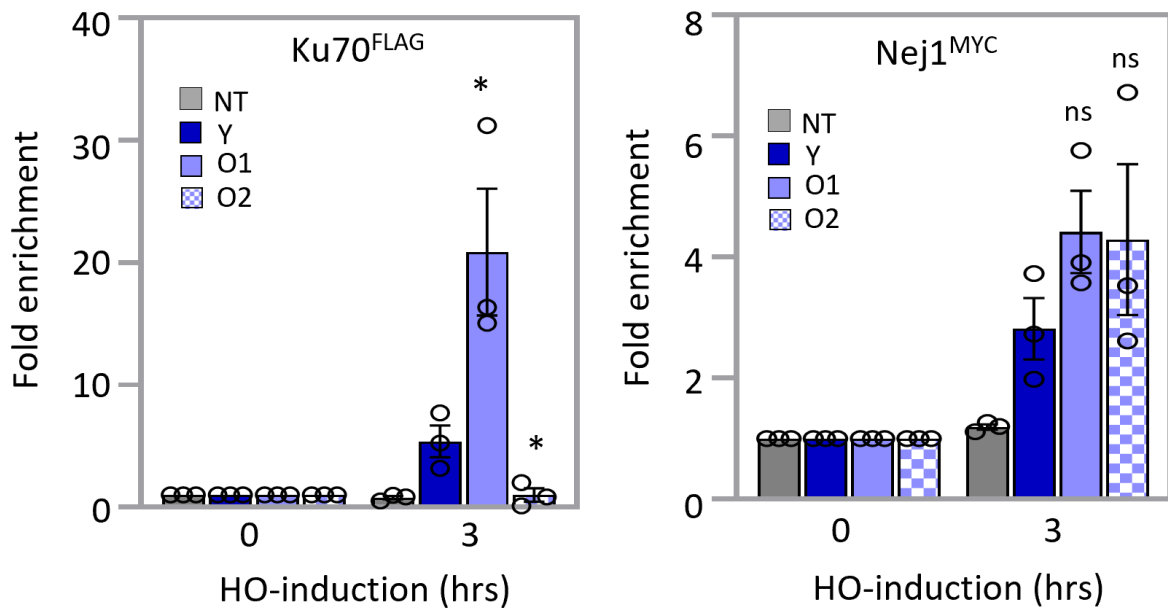 Ku70FLAG
40
30
20
10
0
Fold enrichment
NT
Y
O1
O2
*
*
0
3
HO-induction (hrs)
Nej1MYC
8
6
4
2
0
Fold enrichment
NT
Y
O1
O2
ns
ns
0
3
HO-induction (hrs)